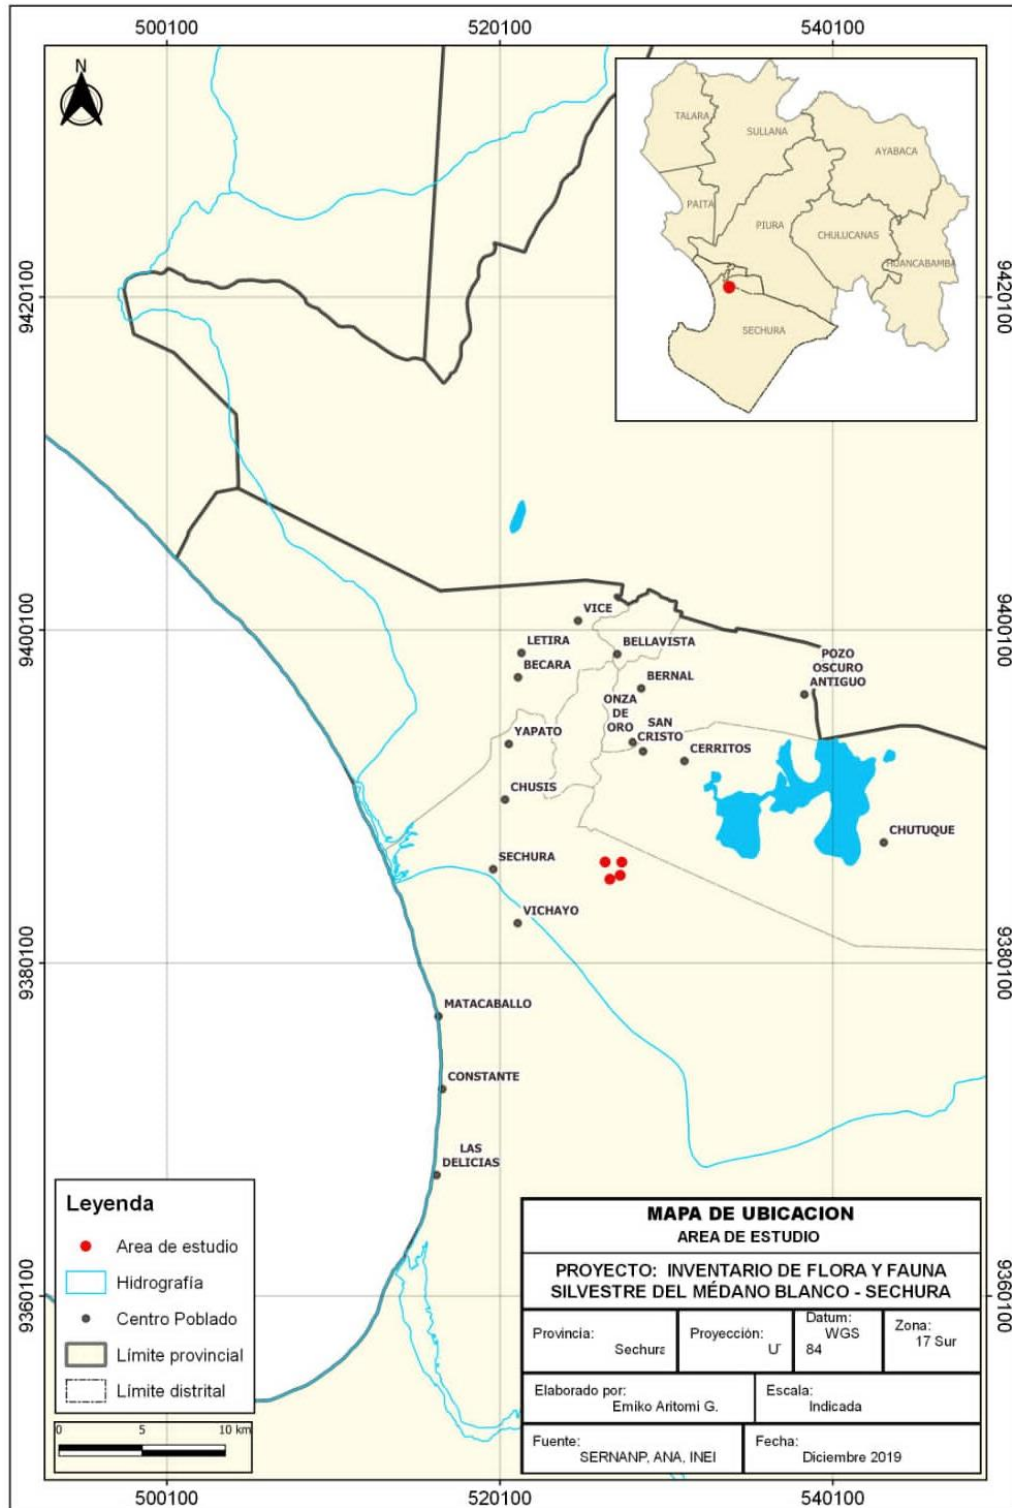 500100
520100
540100
N
TALARA
SULLANA
AYABACA
PAITA
PIURA
CHULUCANAS
HUANCABAMBA
SECHURA
9420100
9420100
9400100
9400100
VICE
LETIRA
BELLAVISTA
BECARA
BERNAL
POZO
OSCURO
ANTIGUO
ONZA
DE
ORO
SAN
CRISTO
YAPATO
CERRITOS
CHUSIS
CHUTUQUE
SECHURA
VICHAYO
9380100
9380100
MATACABALLO
CONSTANTE
LAS
DELICIAS
9360100
9360100
Leyenda
Area de estudio
Hidrografía
Centro Poblado
Límite provincial
Límite distrital
0 5 10 km
MAPA DE UBICACION
AREA DE ESTUDIO
PROYECTO: INVENTARIO DE FLORA Y FAUNA
SILVESTRE DEL MÉDANO BLANCO - SECHURA
Provincia:
Sechura
Proyección:
Datum:
WGS
84
Zona:
17 Sur
Elaborado por:
Emiko Aritomi G.
Escala:
Indicada
Fuente:
SERNANP, ANA, INEI
Fecha:
Diciembre 2019
500100
520100
540100